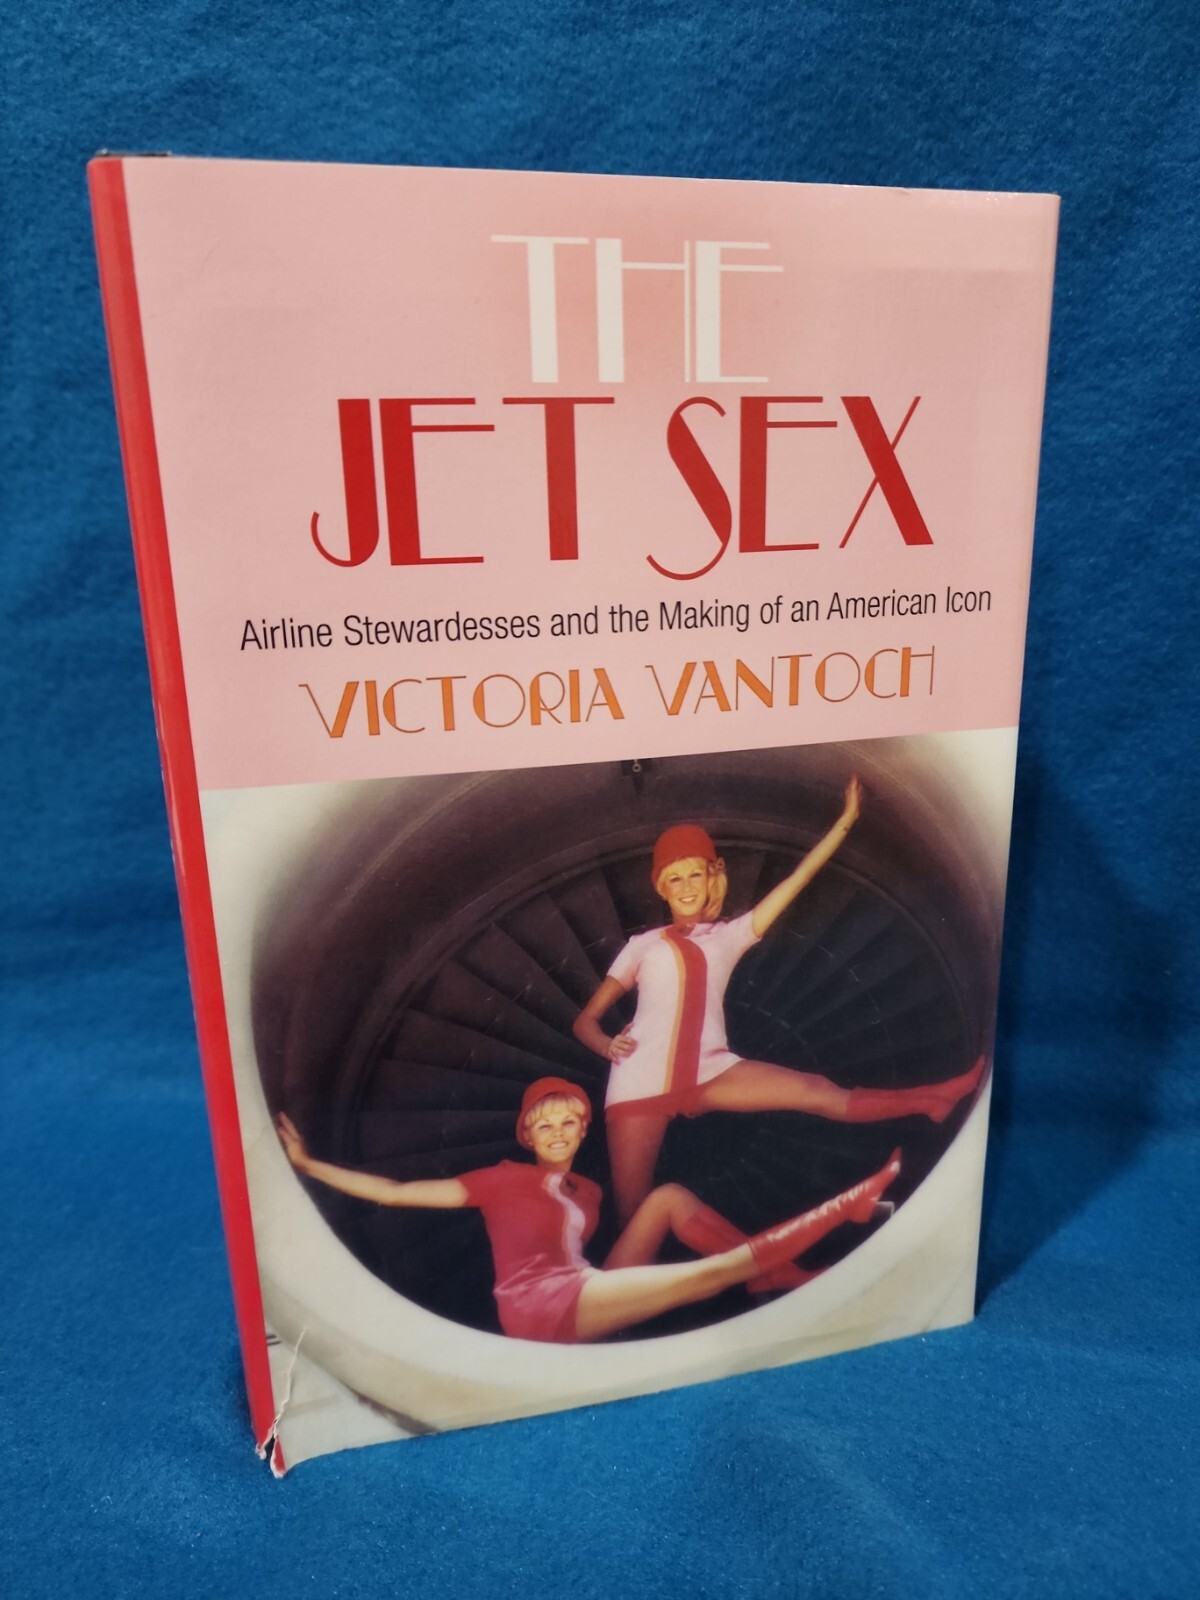 THE
JET SEX
Airline Stewardesses and the Making of an American Icon
VICTORIA VANTOCH